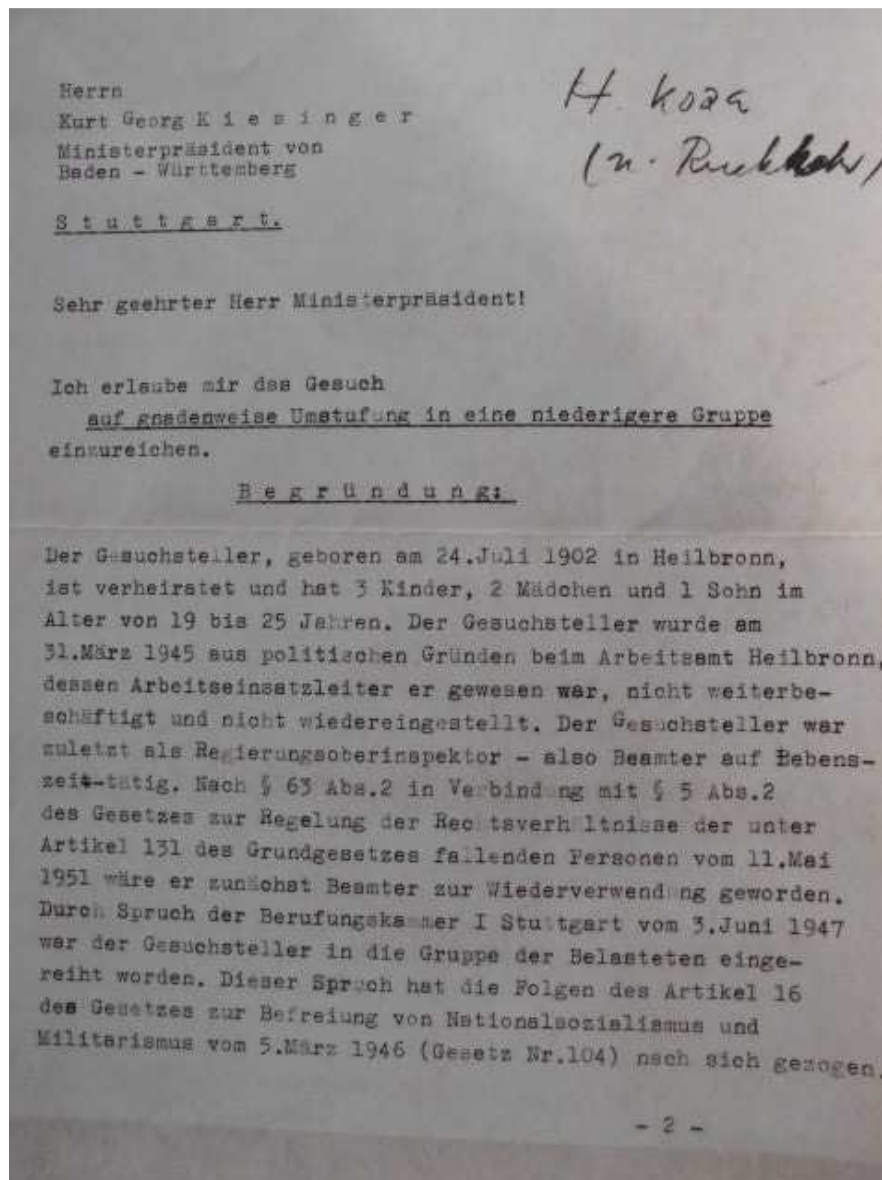 Herrn
Kurt Georg K i e s i n g e r
Ministerpräsident von
Baden - Württemberg
S t u t t g a r t.
H
(n. Rückkehr)
Sehr geehrter Herr Ministerpräsident!
Ich erlaube mir das Gesuch
auf gnadenweise Umstufung in eine niederigere Gruppe
einzureichen.
B e g r ü n d u n g:
Der Gesuchsteller, geboren am 24.Juli 1902 in Heilbronn,
ist verheiratet und hat 3 Kinder, 2 Mädchen und 1 Sohn im
Alter von 19 bis 25 Jahren. Der Gesuchsteller wurde am
31.März 1945 aus politischen Gründen beim Arbeitsamt Heilbronn,
dessen Arbeitseinsatzleiter er gewesen war, nicht weiterbe-
schäftigt und nicht wiedereingestellt. Der Gesuchsteller war
zuletzt als Regierungsoberinspektor - also Beamter auf Lebens-
zeit-tätig. Nach § 63 Abs.2 in Verbindung mit § 5 Abs.2
des Gesetzes zur Regelung der Rechtsverhältnisse der unter
Artikel 131 des Grundgesetzes fallenden Personen vom 11.Mai
1951 wäre er zunächst Beamter zur Wiederverwendung geworden.
Durch Spruch der Berufungskammer I Stuttgart vom 3.Juni 1947
war der Gesuchsteller in die Gruppe der Belasteten einge-
reiht worden. Dieser Spruch hat die Folgen des Artikel 16
des Gesetzes zur Befreiung von Nationalsozialismus und
Militarismus vom 5.März 1946 (Gesetz Nr.104) nach sich gezogen.
- 2 -